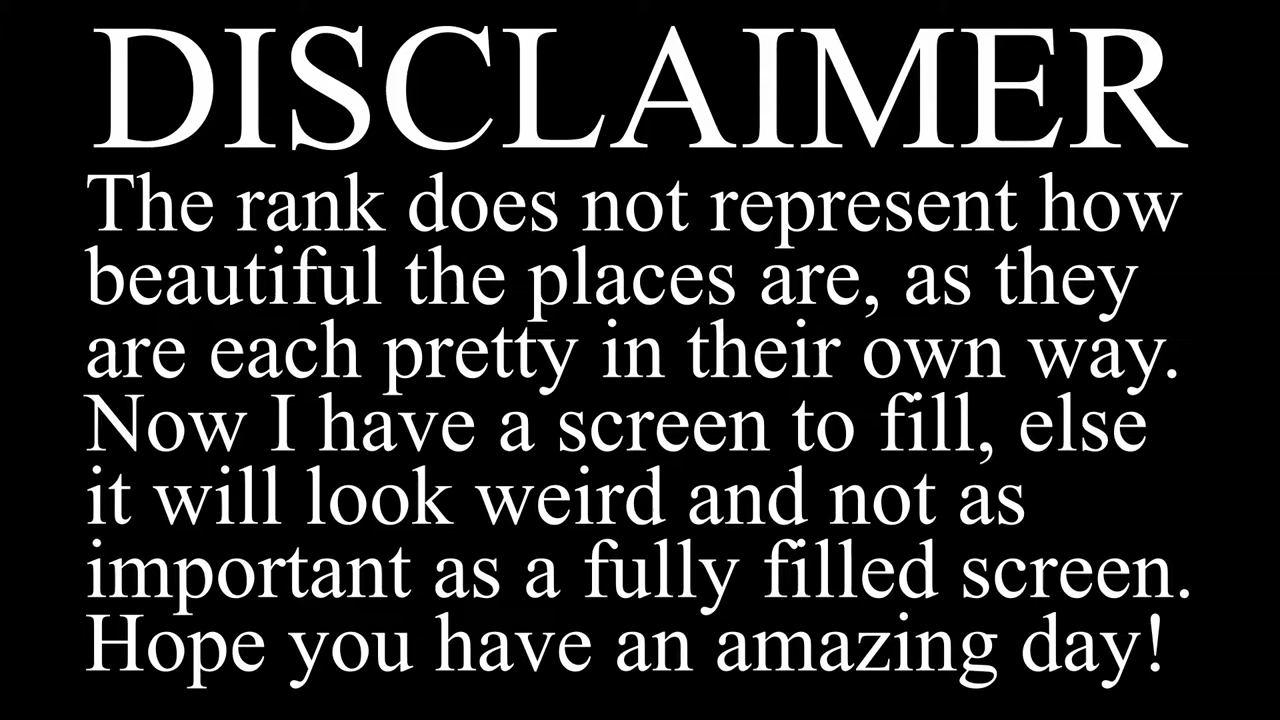 DISCLAIMER
The rank does not represent how
beautiful the places are, as they
are each pretty in their own way.
Now I have a screen to fill, else
it will look weird and not as
important as a fully filled screen.
Hope you have an amazing day!